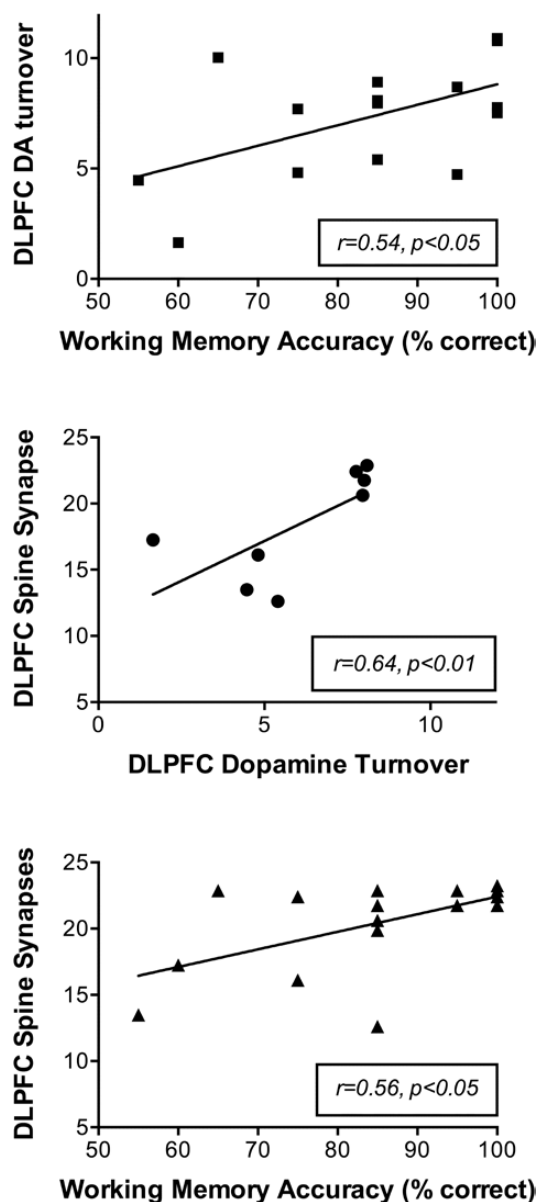 DLPFC DA turnover
10
5
0
r=0.54, p<0.05
50 60 70 80 90 100
Working Memory Accuracy (% correct)
DLPFC Spine Synapse
25
20
15
10
5
r=0.64, p<0.01
0 5 10
DLPFC Dopamine Turnover
DLPFC Spine Synapses
25
20
15
10
5
r=0.56, p<0.05
50 60 70 80 90 100
Working Memory Accuracy (% correct)